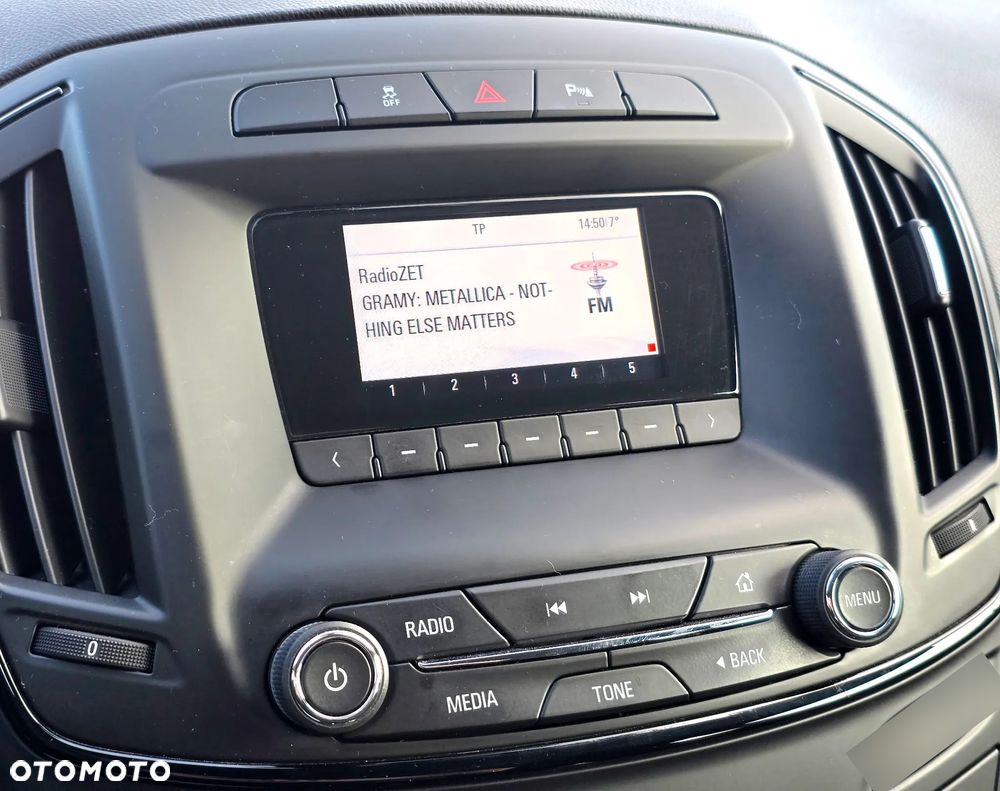 OFF
P
TP 14:50 7°
RadioZET
GRAMY: METALLICA - NOT-
HING ELSE MATTERS
FM
1 2 3 4 5
RADIO
MENU
0
MEDIA
TONE
BACK
OTOMOTO